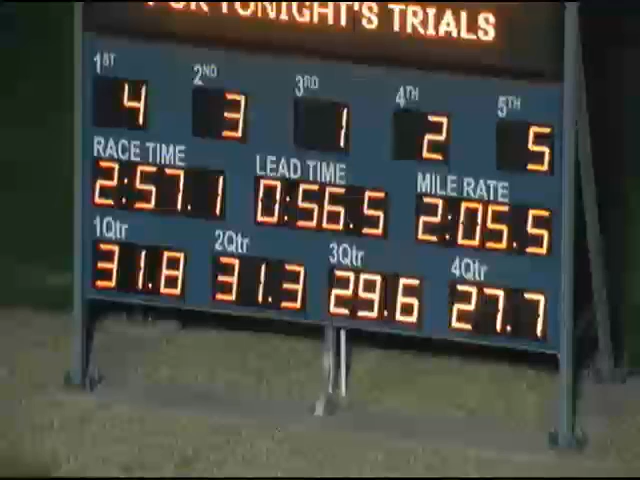 FOR TONIGHT'S TRIALS
1ST 2ND 3RD 4TH 5TH
4 3 1 2 5
RACE TIME LEAD TIME MILE RATE
2:57.1 0:56.5 2:05.5
1Qtr 2Qtr 3Qtr 4Qtr
31.8 31.3 29.6 27.7